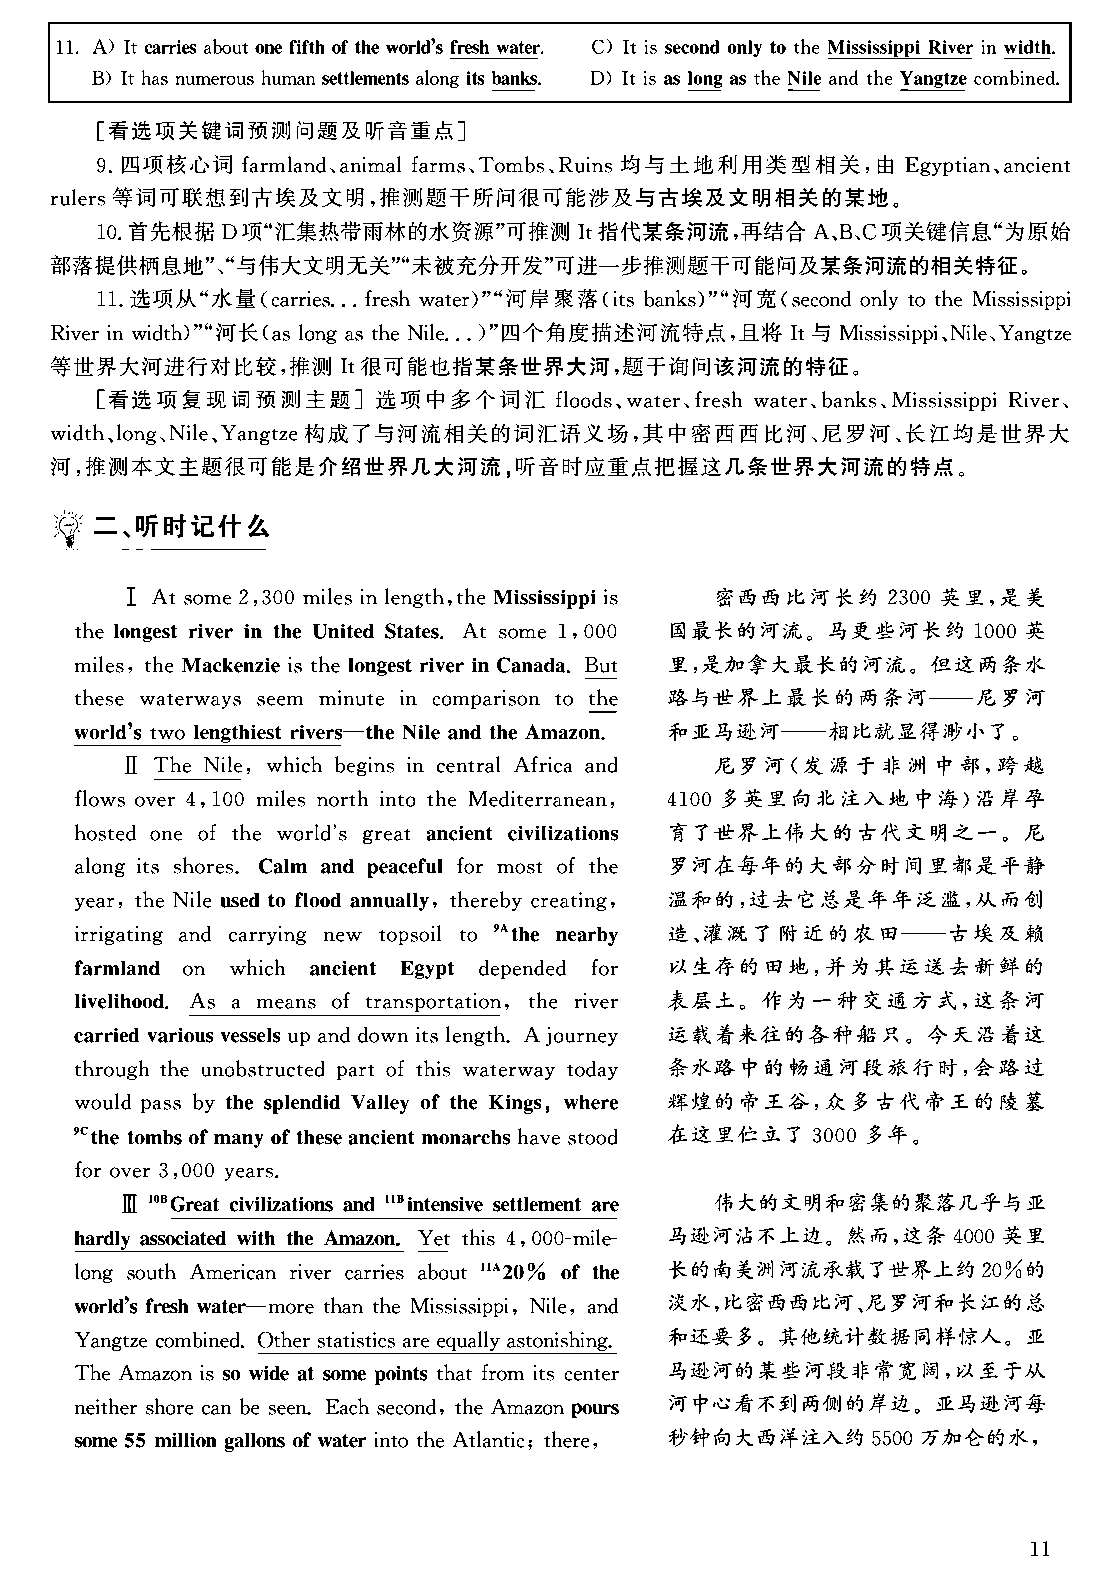 11. A) It carries about one fifth of the world's fresh water. C) It is second only to the Mississippi River in width.
B) It has numerous human settlements along its banks. D) It is as long as the Nile and the Yangtze combined.
[看选项关键词预测问题及听音重点]
9. 四项核心词 farmland、animal farms、Tombs、Ruins 均与土地利用类型相关,由 Egyptian、ancient
rulers 等词可联想到古埃及文明,推测题干所问很可能涉及与古埃及文明相关的某地。
10. 首先根据 D 项“汇集热带雨林的水资源”可推测 It 指代某条河流,再结合 A、B、C 项关键信息“为原始
部落提供栖息地”、“与伟大文明无关”“未被充分开发”可进一步推测题干可能问及某条河流的相关特征。
11. 选项从“水量(carries... fresh water)”“河岸聚落(its banks)”“河宽(second only to the Mississippi
River in width)”“河长(as long as the Nile...)”四个角度描述河流特点,且将 It 与 Mississippi、Nile、Yangtze
等世界大河进行对比较,推测 It 很可能也指某条世界大河,题于询问该河流的特征。
[看选项复现词预测主题] 选项中多个词汇 floods、water、fresh water、banks、Mississippi River、
width、long、Nile、Yangtze 构成了与河流相关的词汇语义场,其中密西西比河、尼罗河、长江均是世界大
河,推测本文主题很可能是介绍世界几大河流,听音时应重点把握这几条世界大河流的特点。
二、听时记什么
Ⅰ At some 2,300 miles in length, the Mississippi is
the longest river in the United States. At some 1,000
miles, the Mackenzie is the longest river in Canada. But
these waterways seem minute in comparison to the
world's two lengthiest rivers—the Nile and the Amazon.
Ⅱ The Nile, which begins in central Africa and
flows over 4,100 miles north into the Mediterranean,
hosted one of the world's great ancient civilizations
along its shores. Calm and peaceful for most of the
year, the Nile used to flood annually, thereby creating,
irrigating and carrying new topsoil to 9Athe nearby
farmland on which ancient Egypt depended for
livelihood. As a means of transportation, the river
carried various vessels up and down its length. A journey
through the unobstructed part of this waterway today
would pass by the splendid Valley of the Kings, where
9Cthe tombs of many of these ancient monarchs have stood
for over 3,000 years.
Ⅲ 10BGreat civilizations and 11Bintensive settlement are
hardly associated with the Amazon. Yet this 4,000-mile-
long south American river carries about 11A20% of the
world's fresh water—more than the Mississippi, Nile, and
Yangtze combined. Other statistics are equally astonishing.
The Amazon is so wide at some points that from its center
neither shore can be seen. Each second, the Amazon pours
some 55 million gallons of water into the Atlantic; there,
密西西比河长约 2300 英里,是美
国最长的河流。马更些河长约 1000 英
里,是加拿大最长的河流。但这两条水
路与世界上最长的两条河——尼罗河
和亚马逊河——相比就显得渺小了。
尼罗河(发源于非洲中部,跨越
4100 多英里向北注入地中海)沿岸孕
育了世界上伟大的古代文明之一。尼
罗河在每年的大部分时间里都是平静
温和的,过去它总是年年泛滥,从而创
造、灌溉了附近的农田——古埃及赖
以生存的田地,并为其运送去新鲜的
表层土。作为一种交通方式,这条河
运载着来往的各种船只。今天沿着这
条水路中的畅通河段旅行时,会路过
辉煌的帝王谷,众多古代帝王的陵墓
在这里伫立了 3000 多年。
伟大的文明和密集的聚落几乎与亚
马逊河沾不上边。然而,这条 4000 英里
长的南美洲河流承载了世界上约 20%的
淡水,比密西西比河、尼罗河和长江的总
和还要多。其他统计数据同样惊人。亚
马逊河的某些河段非常宽阔,以至于从
河中心看不到两侧的岸边。亚马逊河每
秒钟向大西洋注入约 5500 万加仑的水,
11